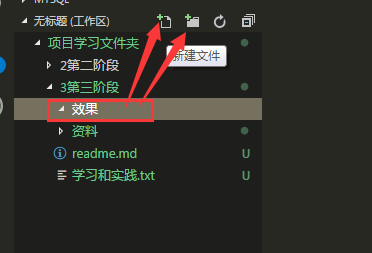 MYSQL
无标题 (工作区)
项目学习文件夹
2第二阶段
新建文件
3第三阶段
效果
资料
readme.md U
学习和实践.txt U